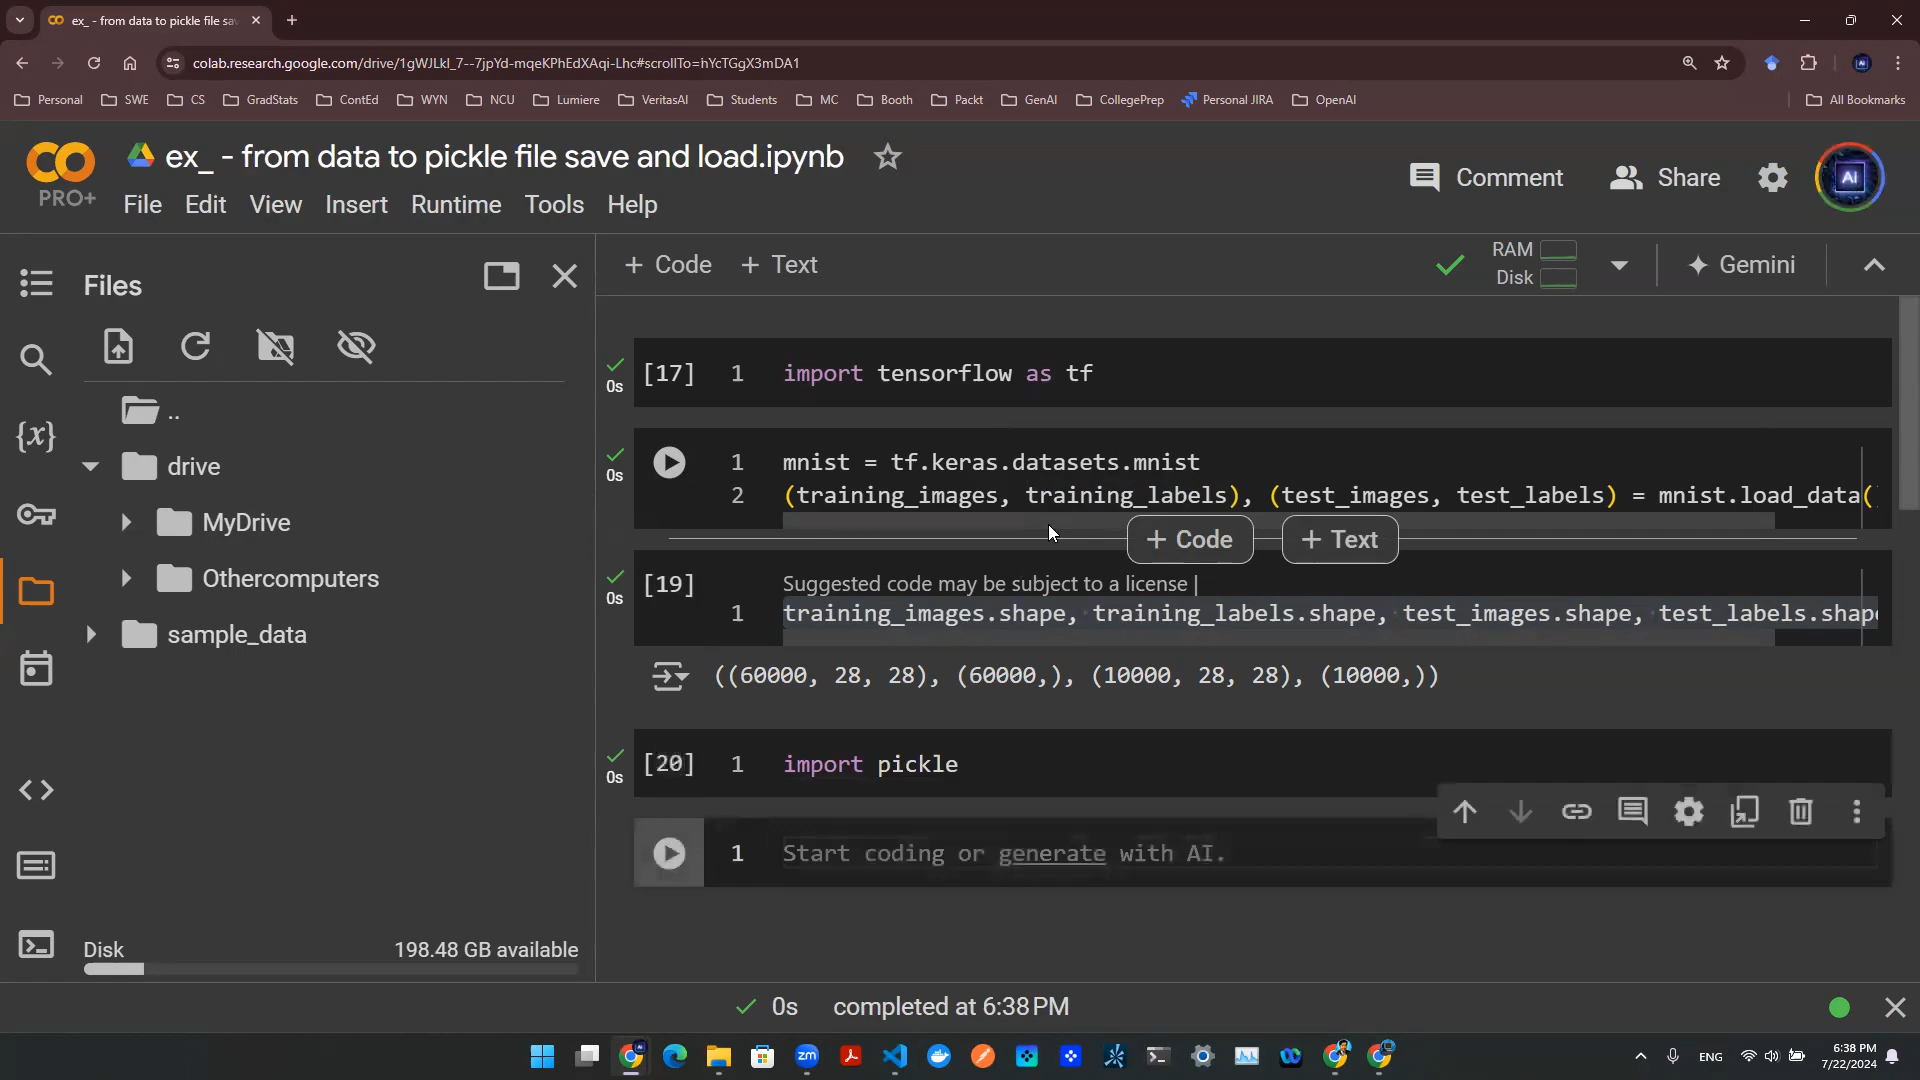 ex_ - from data to pickle file sa
colab.research.google.com/drive/1gWJLkI_7--7jpYd-mqeKPhEdXAqi-Lhc#scrollTo=hYcTGgX3mDA1
Personal SWE CS GradStats ContEd WYN NCU Lumiere VeritasAI Students MC Booth Packt GenAI CollegePrep Personal JIRA OpenAI All Bookmarks
CO PRO+
ex_ - from data to pickle file save and load.ipynb
Comment Share AI
File Edit View Insert Runtime Tools Help
Files
+ Code + Text
RAM
Disk
Gemini
..
drive
MyDrive
Othercomputers
sample_data
Disk 198.48 GB available
[17] 1 import tensorflow as tf
0s
1 mnist = tf.keras.datasets.mnist
0s
2 (training_images, training_labels), (test_images, test_labels) = mnist.load_data(
+ Code + Text
[19] Suggested code may be subject to a license |
0s
1 training_images.shape, training_labels.shape, test_images.shape, test_labels.shap
((60000, 28, 28), (60000,), (10000, 28, 28), (10000,))
[20] 1 import pickle
0s
1 Start coding or generate with AI.
0s completed at 6:38 PM
zm
ENG
6:38 PM
7/22/2024